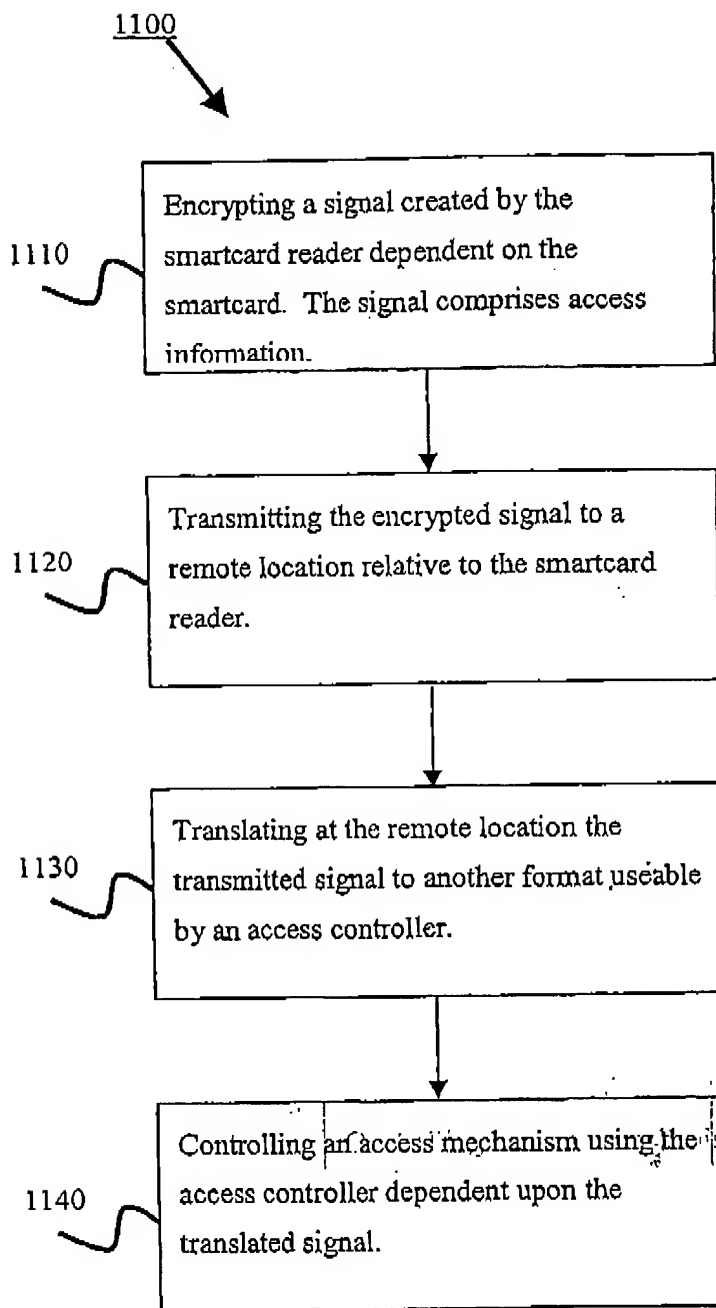 1100
1110
Encrypting a signal created by the
smartcard reader dependent on the
smartcard. The signal comprises access
information.
1120
Transmitting the encrypted signal to a
remote location relative to the smartcard
reader.
1130
Translating at the remote location the
transmitted signal to another format useable
by an access controller.
1140
Controlling an access mechanism using the
access controller dependent upon the
translated signal.